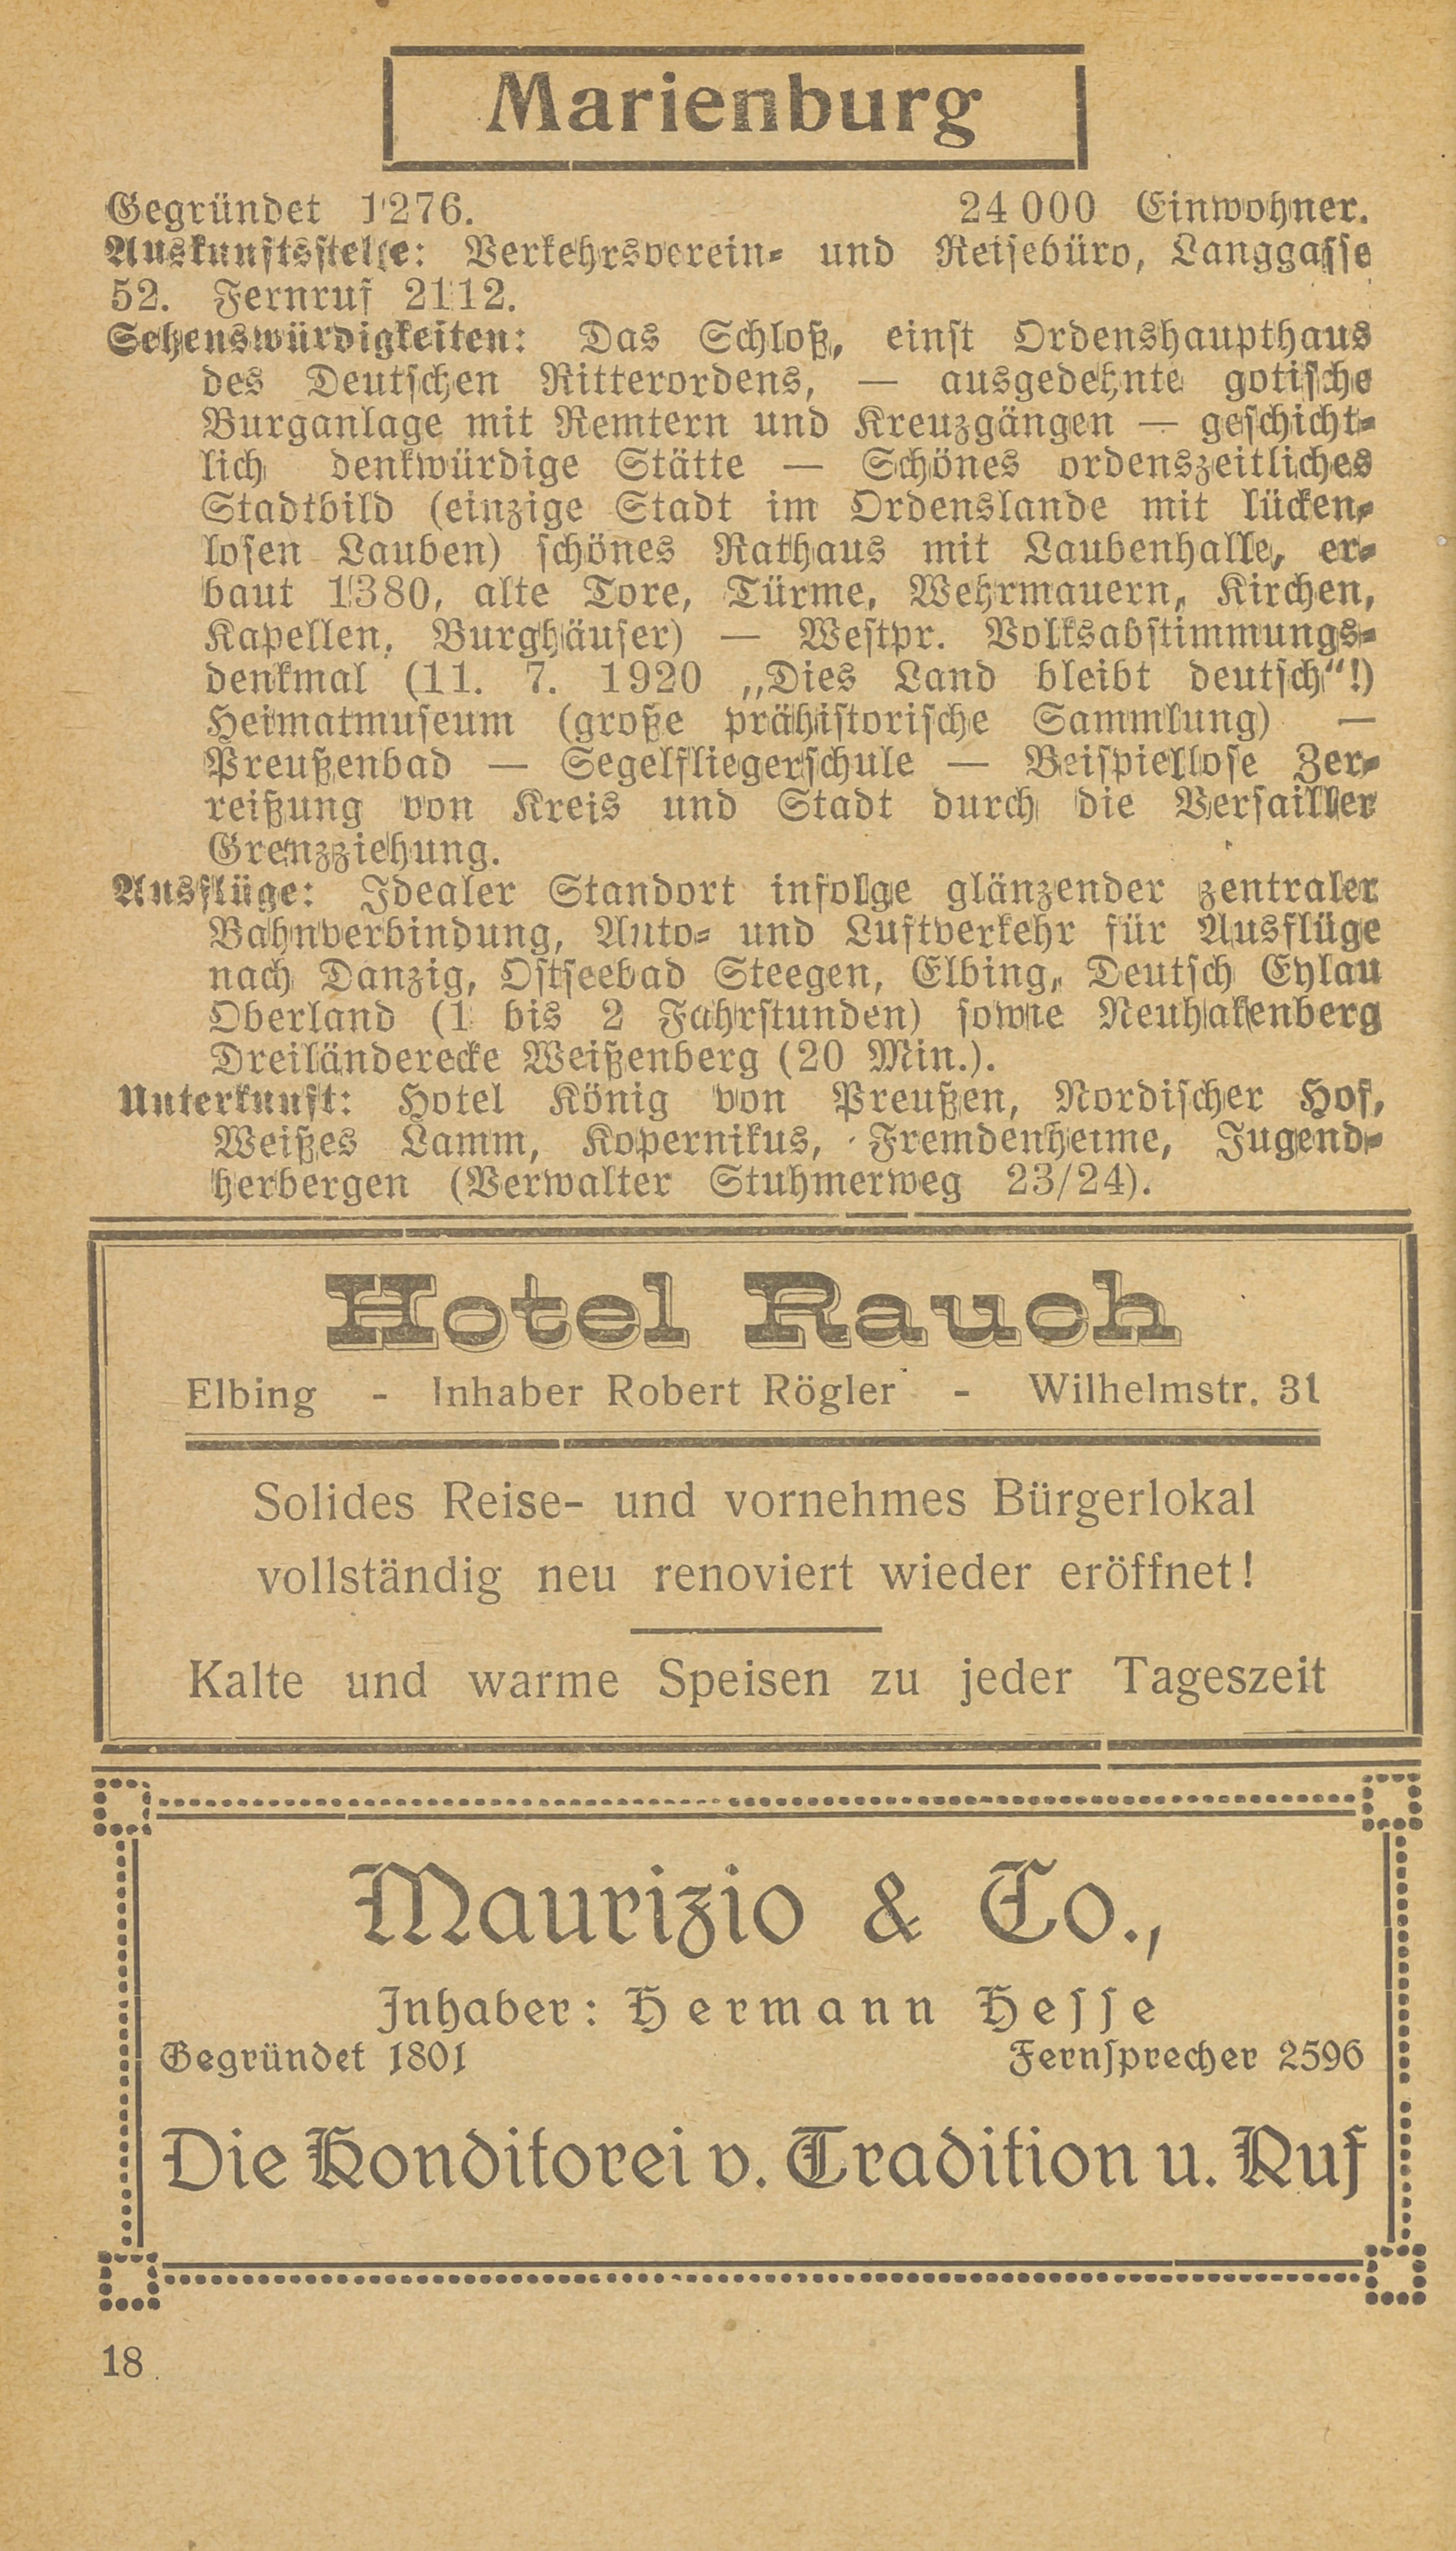 Marienburg
Gegründet 1276. 24 000 Einwohner.
Auskunftsstelle: Verkehrsverein- und Reisebüro, Langgasse
52. Fernruf 2112.
Sehenswürdigkeiten: Das Schloß, einst Ordenshaupthaus
des Deutschen Ritterordens, — ausgedehnte gotische
Burganlage mit Remtern und Kreuzgängen — geschicht-
lich denkwürdige Stätte — Schönes ordenszeitliches
Stadtbild (einzige Stadt im Ordenslande mit lücken-
losen Lauben) schönes Rathaus mit Laubenhalle, er-
baut 1380, alte Tore, Türme, Wehrmauern, Kirchen,
Kapellen, Burghäuser) — Westpr. Volksabstimmungs-
denkmal (11. 7. 1920 „Dies Land bleibt deutsch“!)
Heimatmuseum (große prähistorische Sammlung) —
Preußenbad — Segelfliegerschule — Beispiellose Zer-
reißung von Kreis und Stadt durch die Versailler
Grenzziehung.
Ausflüge: Idealer Standort infolge glänzender zentraler
Bahnverbindung, Auto- und Luftverkehr für Ausflüge
nach Danzig, Ostseebad Steegen, Elbing, Deutsch Eylau
Oberland (1 bis 2 Fahrstunden) sowie Neuhakenberg
Dreiländerecke Weißenberg (20 Min.).
Unterkunft: Hotel König von Preußen, Nordischer Hof,
Weißes Lamm, Kopernikus, Fremdenheime, Jugend-
herbergen (Verwalter Stuhmerweg 23/24).
Hotel Rauch
Elbing - Inhaber Robert Rögler - Wilhelmstr. 31
Solides Reise- und vornehmes Bürgerlokal
vollständig neu renoviert wieder eröffnet!
Kalte und warme Speisen zu jeder Tageszeit
Maurizio & Co.,
Inhaber: Hermann Hesse
Gegründet 1801 Fernsprecher 2596
Die Konditorei v. Tradition u. Ruf
18